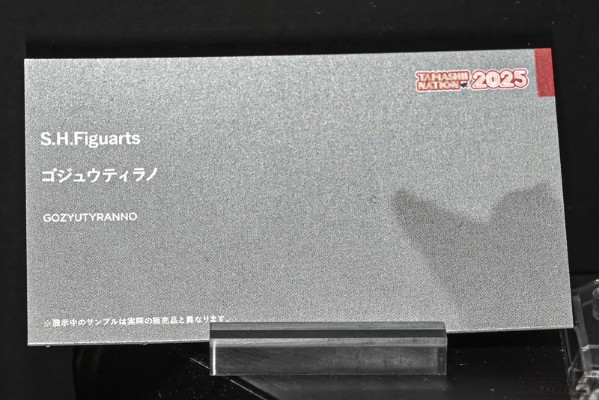 TAMASHII
NATION 2025
S.H.Figuarts
ゴジュウティラノ
GOZYUTYRANNO
※展示中のサンプルは実際の販売品と異なります。